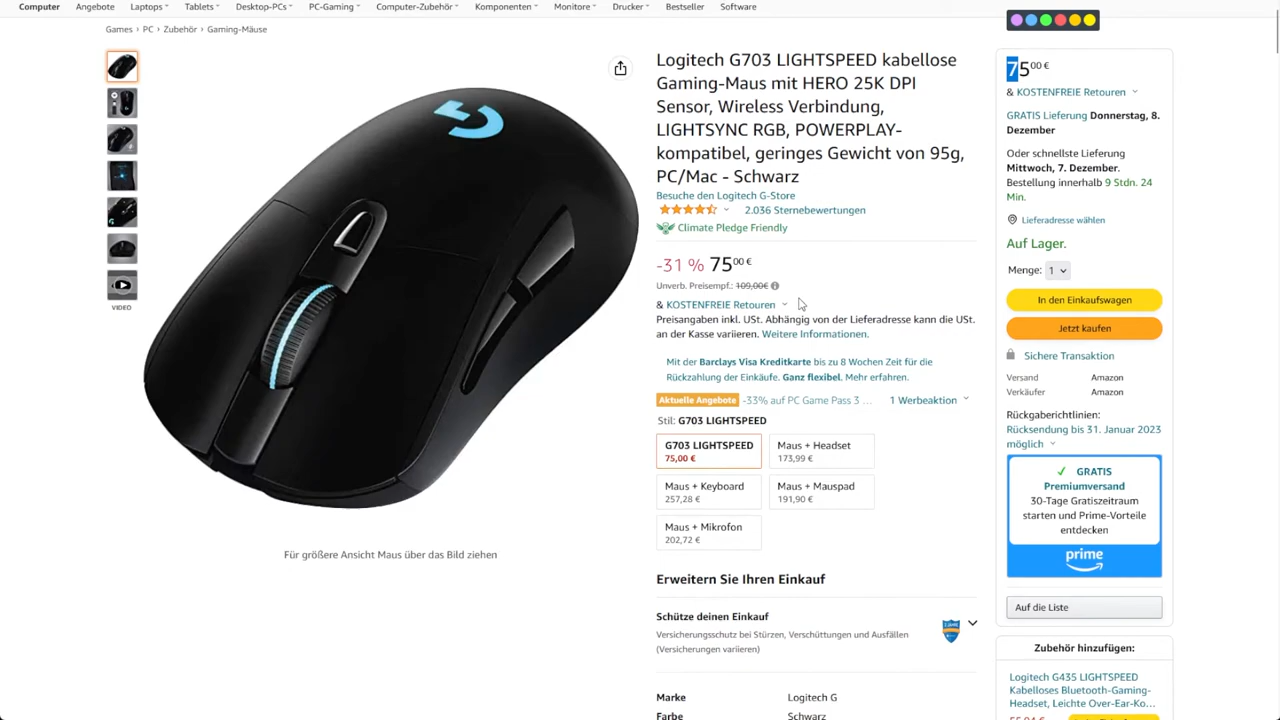 Computer Angebote Laptops Tablets Desktop-PCs PC-Gaming Computer-Zubehör Komponenten Monitore Drucker Bestseller Software
Games › PC › Zubehör › Gaming-Mäuse
VIDEO
Für größere Ansicht Maus über das Bild ziehen
Logitech G703 LIGHTSPEED kabellose
Gaming-Maus mit HERO 25K DPI
Sensor, Wireless Verbindung,
LIGHTSYNC RGB, POWERPLAY-
kompatibel, geringes Gewicht von 95g,
PC/Mac - Schwarz
Besuche den Logitech G-Store
2.036 Sternebewertungen
Climate Pledge Friendly
-31 % 75⁰⁰ €
Unverb. Preisempf.: 109,00€
& KOSTENFREIE Retouren
Preisangaben inkl. USt. Abhängig von der Lieferadresse kann die USt.
an der Kasse variieren. Weitere Informationen.
Mit der Barclays Visa Kreditkarte bis zu 8 Wochen Zeit für die
Rückzahlung der Einkäufe. Ganz flexibel. Mehr erfahren.
Aktuelle Angebote -33% auf PC Game Pass 3 … 1 Werbeaktion
Stil: G703 LIGHTSPEED
G703 LIGHTSPEED
75,00 €
Maus + Headset
173,99 €
Maus + Keyboard
257,28 €
Maus + Mauspad
191,90 €
Maus + Mikrofon
202,72 €
Erweitern Sie Ihren Einkauf
Schütze deinen Einkauf
Versicherungsschutz bei Stürzen, Verschüttungen und Ausfällen
(Versicherungen variieren)
Marke Logitech G
Farbe Schwarz
75⁰⁰ €
& KOSTENFREIE Retouren
GRATIS Lieferung Donnerstag, 8.
Dezember
Oder schnellste Lieferung
Mittwoch, 7. Dezember.
Bestellung innerhalb 9 Stdn. 24
Min.
Lieferadresse wählen
Auf Lager.
Menge: 1
In den Einkaufswagen
Jetzt kaufen
Sichere Transaktion
Versand Amazon
Verkäufer Amazon
Rückgaberichtlinien:
Rücksendung bis 31. Januar 2023
möglich
GRATIS
Premiumversand
30-Tage Gratiszeitraum
starten und Prime-Vorteile
entdecken
prime
Auf die Liste
Zubehör hinzufügen:
Logitech G435 LIGHTSPEED
Kabelloses Bluetooth-Gaming-
Headset, Leichte Over-Ear-Ko…